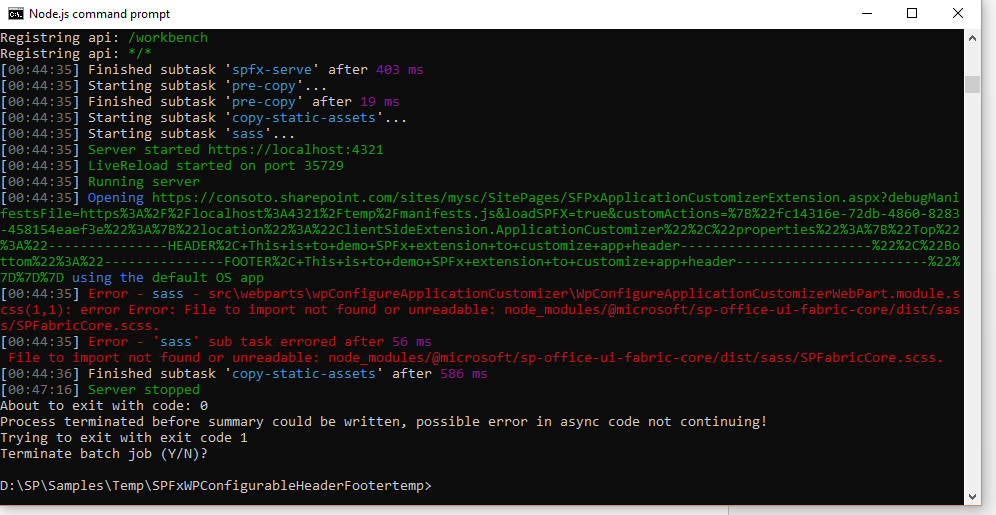 Node.js command prompt
Registring api: /workbench
Registring api: */*
[00:44:35] Finished subtask 'spfx-serve' after 403 ms
[00:44:35] Starting subtask 'pre-copy'...
[00:44:35] Finished subtask 'pre-copy' after 19 ms
[00:44:35] Starting subtask 'copy-static-assets'...
[00:44:35] Starting subtask 'sass'...
[00:44:35] Server started https://localhost:4321
[00:44:35] LiveReload started on port 35729
[00:44:35] Running server
[00:44:35] Opening https://consoto.sharepoint.com/sites/mysc/SitePages/SFPxApplicationCustomizerExtension.aspx?debugMani
festsFile=https%3A%2F%2Flocalhost%3A4321%2Ftemp%2Fmanifests.js&loadSPFX=true&customActions=%7B%22fc14316e-72db-4860-8283
-458154eaef3e%22%3A%7B%22location%22%3A%22ClientSideExtension.ApplicationCustomizer%22%2C%22properties%22%3A%7B%22Top%22
%3A%22---------------HEADER%2C+This+is+to+demo+SPFx+extension+to+customize+app+header------------------------%22%2C%22Bo
ttom%22%3A%22---------------FOOTER%2C+This+is+to+demo+SPFx+extension+to+customize+app+header------------------------%22%
7D%7D%7D using the default OS app
[00:44:35] Error - sass - src\webparts\wpConfigureApplicationCustomizer\WpConfigureApplicationCustomizerWebPart.module.s
css(1,1): error Error: File to import not found or unreadable: node_modules/@microsoft/sp-office-ui-fabric-core/dist/sas
s/SPFabricCore.scss.
[00:44:35] Error - 'sass' sub task errored after 56 ms
File to import not found or unreadable: node_modules/@microsoft/sp-office-ui-fabric-core/dist/sass/SPFabricCore.scss.
[00:44:36] Finished subtask 'copy-static-assets' after 586 ms
[00:47:16] Server stopped
About to exit with code: 0
Process terminated before summary could be written, possible error in async code not continuing!
Trying to exit with exit code 1
Terminate batch job (Y/N)?
D:\SP\Samples\Temp\SPFxWPConfigurableHeaderFootertemp>